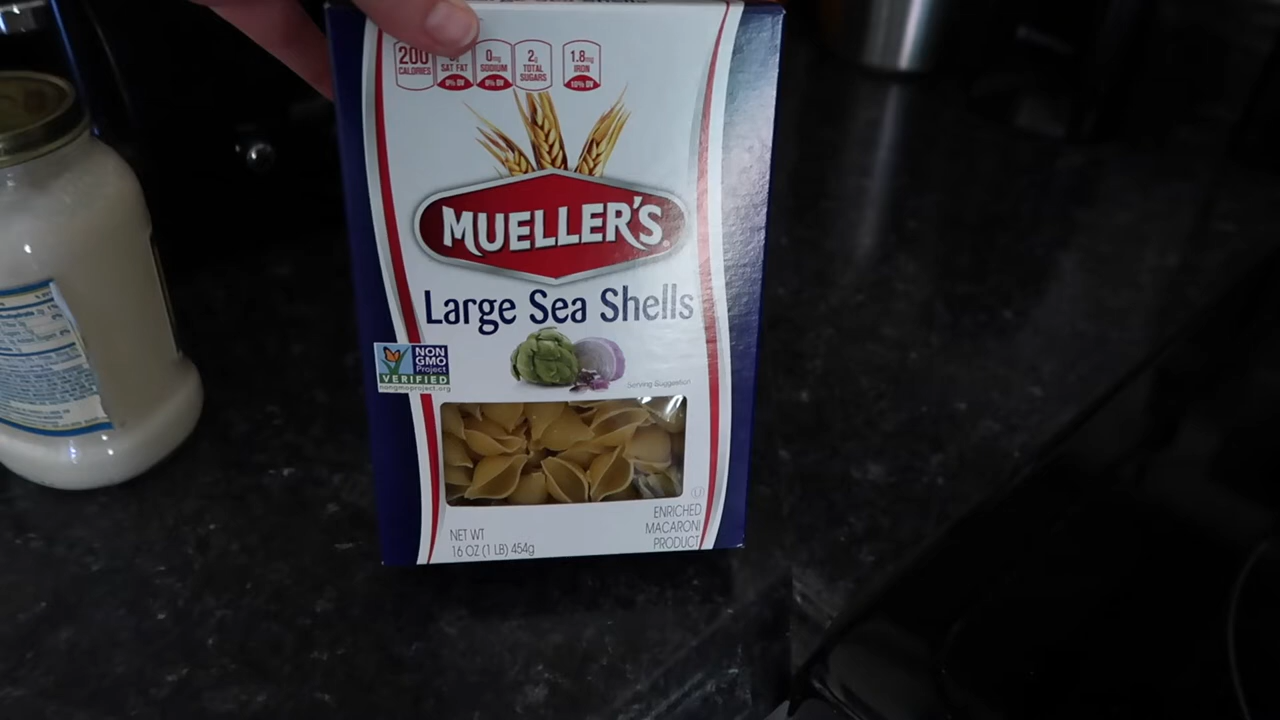 200
CALORIES
SAT FAT
0% DV
0mg
SODIUM
0% DV
2g
TOTAL
SUGARS
1.8mg
IRON
10% DV
MUELLER'S®
Large Sea Shells
NON
GMO
Project
VERIFIED
nongmoproject.org
Serving Suggestion
NET WT
16 OZ (1 LB) 454g
ENRICHED
MACARONI
PRODUCT